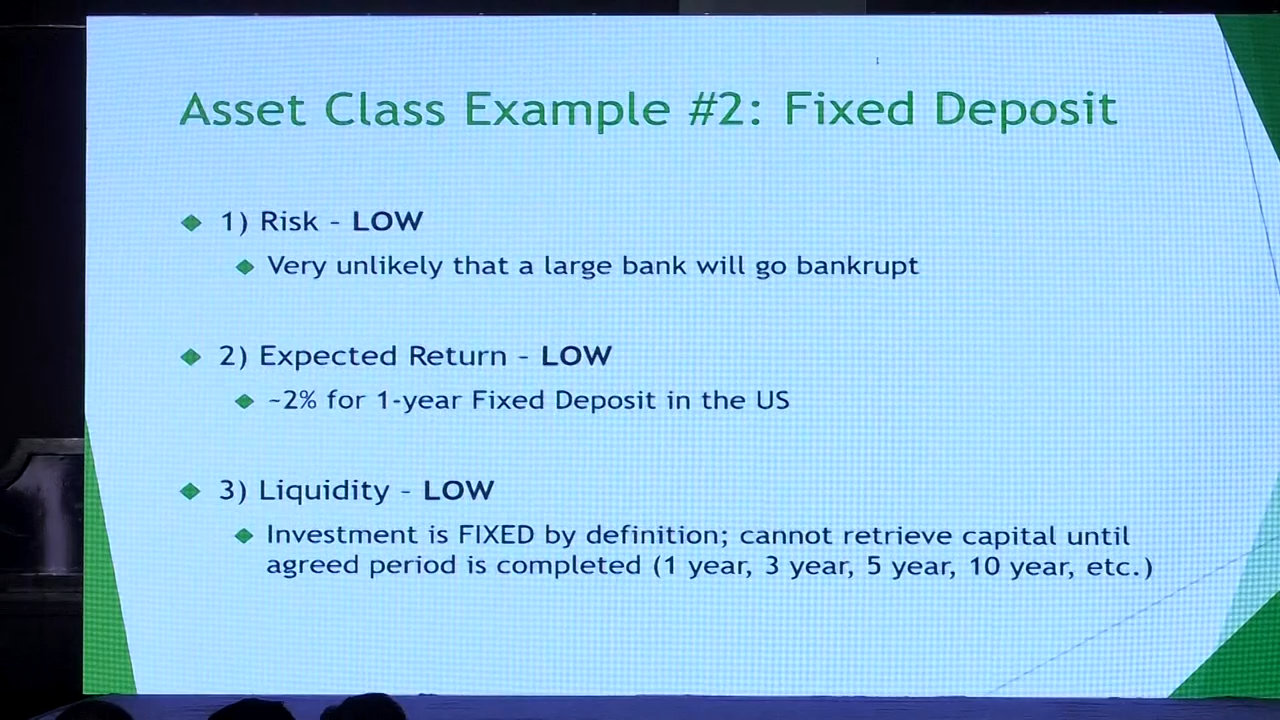 Asset Class Example #2: Fixed Deposit
1) Risk – LOW
Very unlikely that a large bank will go bankrupt
2) Expected Return – LOW
~2% for 1-year Fixed Deposit in the US
3) Liquidity – LOW
Investment is FIXED by definition; cannot retrieve capital until
agreed period is completed (1 year, 3 year, 5 year, 10 year, etc.)